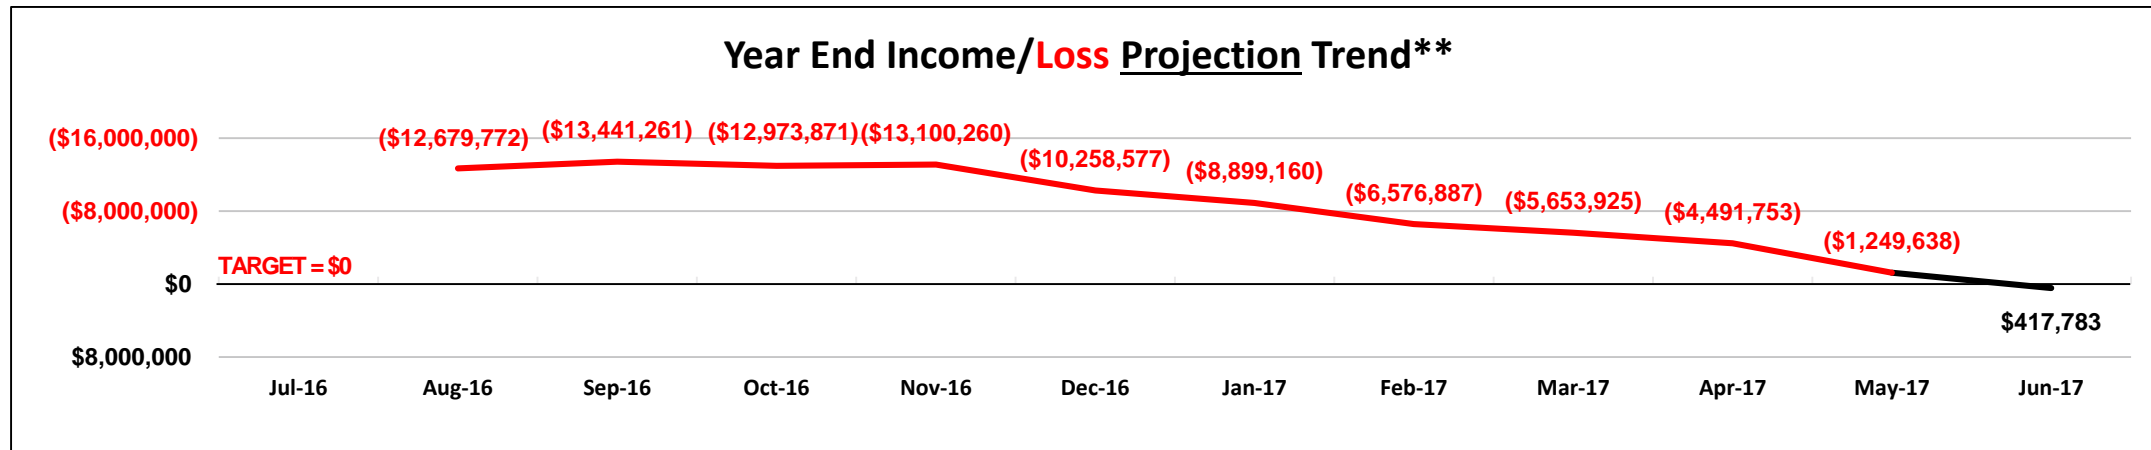 Year End Income/Loss Projection Trend**
($16,000,000)
($8,000,000)
$0
$8,000,000
TARGET = $0
($12,679,772)
($13,441,261)
($12,973,871)
($13,100,260)
($10,258,577)
($8,899,160)
($6,576,887)
($5,653,925)
($4,491,753)
($1,249,638)
$417,783
Jul-16
Aug-16
Sep-16
Oct-16
Nov-16
Dec-16
Jan-17
Feb-17
Mar-17
Apr-17
May-17
Jun-17